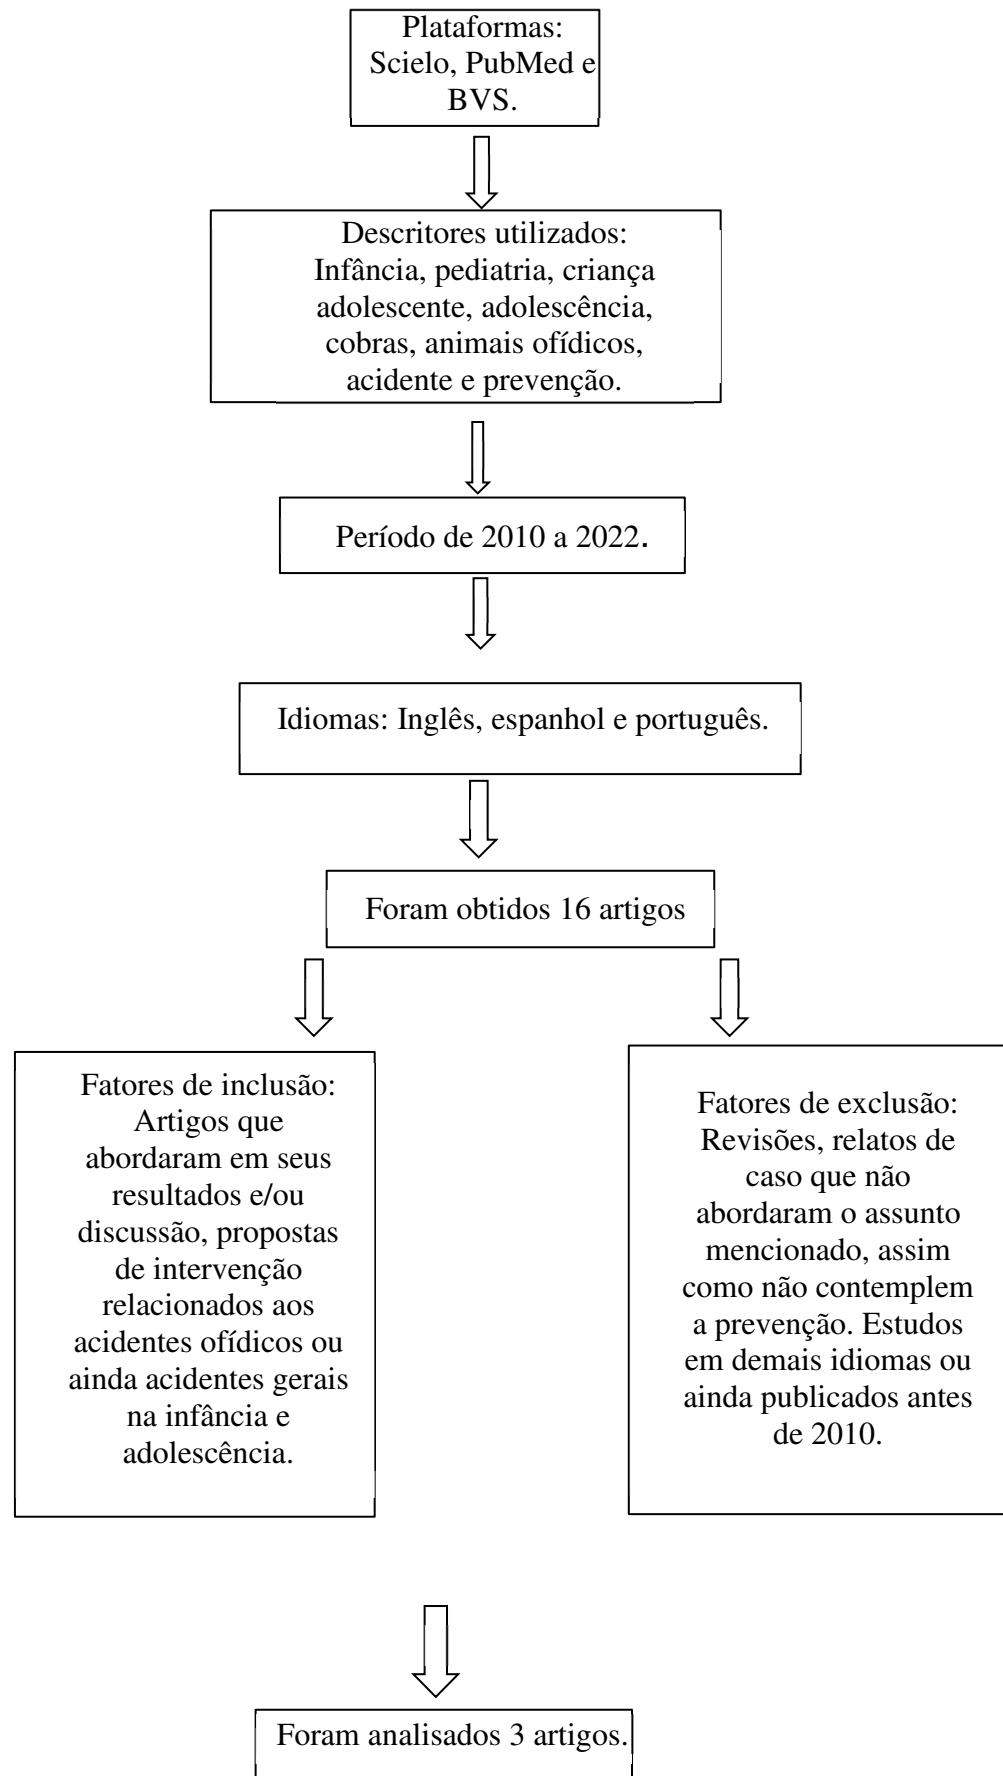 Plataformas:
Scielo, PubMed e
BVS.
Descritores utilizados:
Infância, pediatria, criança
adolescente, adolescência,
cobras, animais ofídicos,
acidente e prevenção.
Período de 2010 a 2022.
Idiomas: Inglês, espanhol e português.
Foram obtidos 16 artigos
Fatores de inclusão:
Artigos que
abordaram em seus
resultados e/ou
discussão, propostas
de intervenção
relacionados aos
acidentes ofídicos ou
ainda acidentes gerais
na infância e
adolescência.
Fatores de exclusão:
Revisões, relatos de
caso que não
abordaram o assunto
mencionado, assim
como não contemplem
a prevenção. Estudos
em demais idiomas ou
ainda publicados antes
de 2010.
Foram analisados 3 artigos.